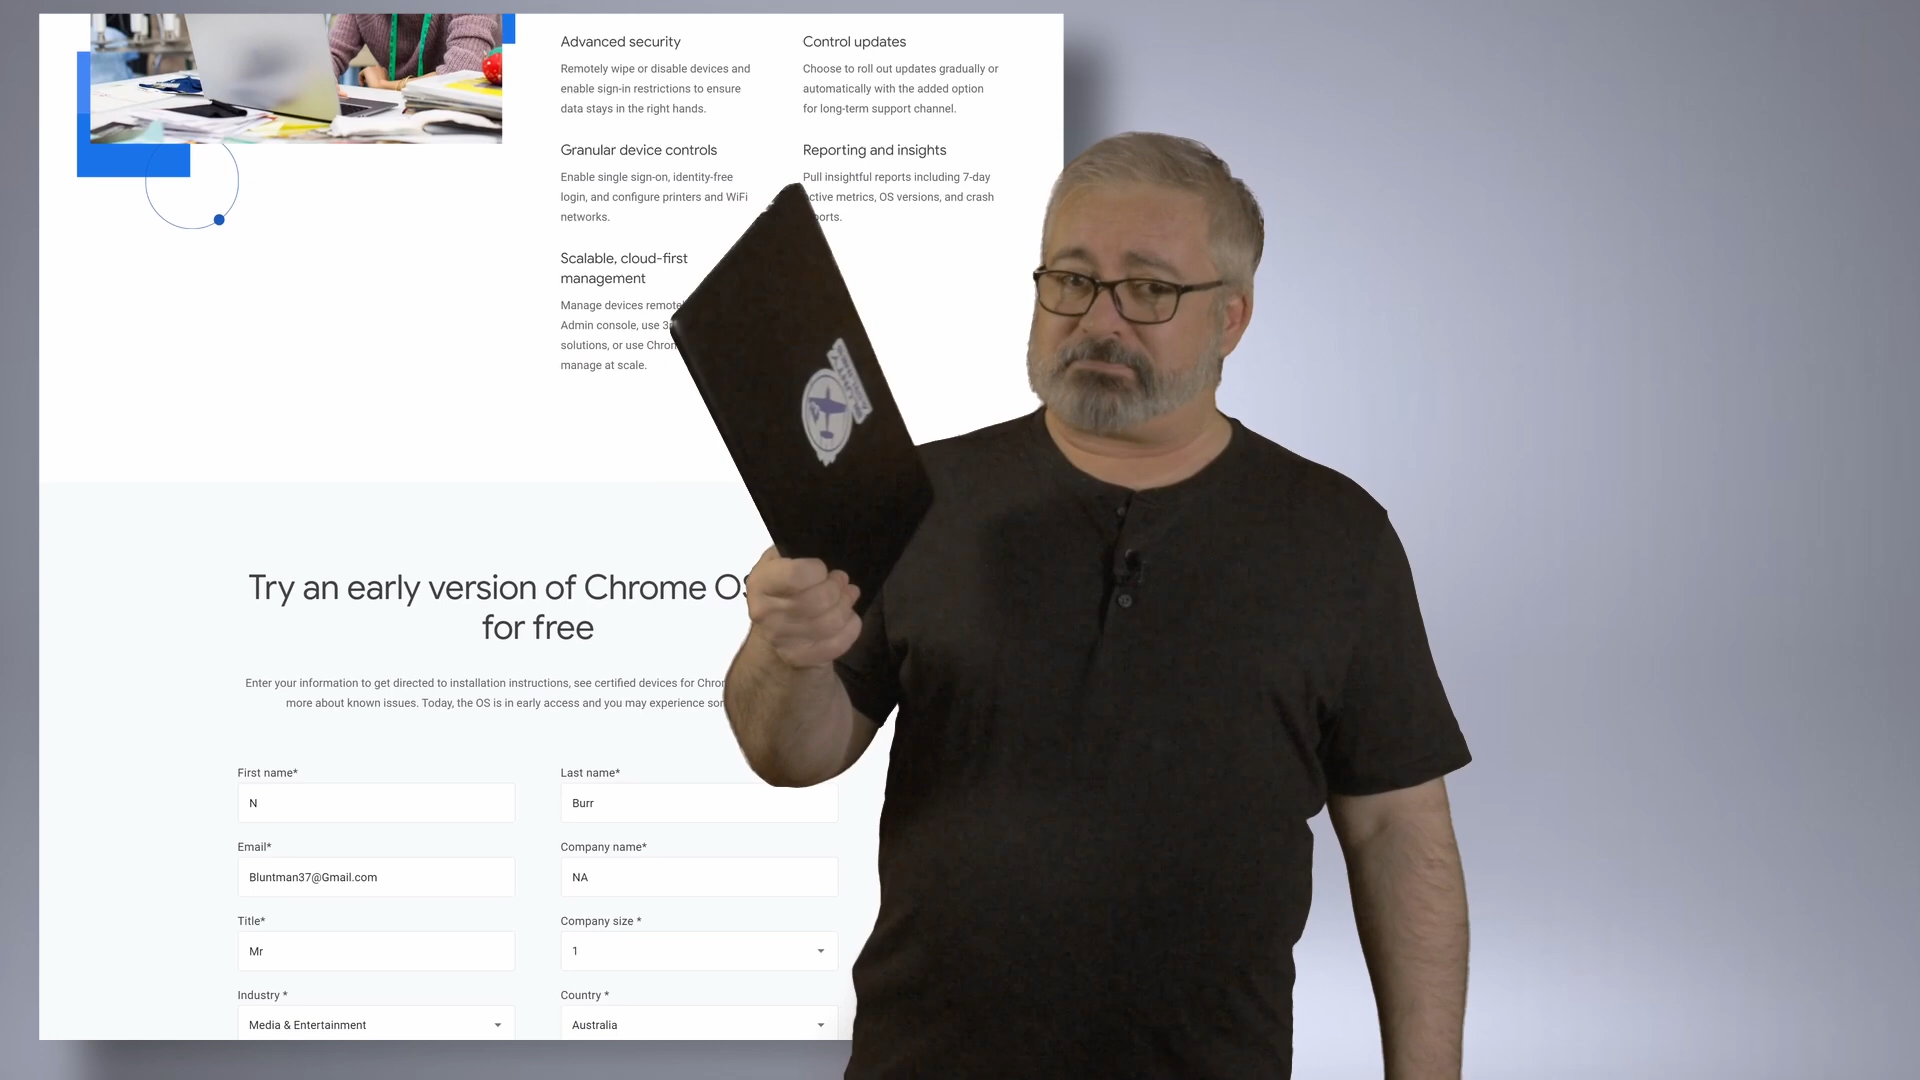 Advanced security
Remotely wipe or disable devices and
enable sign-in restrictions to ensure
data stays in the right hands.
Control updates
Choose to roll out updates gradually or
automatically with the added option
for long-term support channel.
Granular device controls
Enable single sign-on, identity-free
login, and configure printers and WiFi
networks.
Reporting and insights
Pull insightful reports including 7-day
active metrics, OS versions, and crash
Scalable, cloud-first
management
Manage devices
Admin console, use
solutions, or use
manage at scale.
Try an early version of Chrome
for free
Enter your information to get directed to installation instructions, see certified devices for
more about known issues. Today, the OS is in early access and you may experience
First name*
N
Last name*
Burr
Email*
Bluntman37@Gmail.com
Company name*
NA
Title*
Mr
Company size *
1
Industry *
Media & Entertainment
Country *
Australia